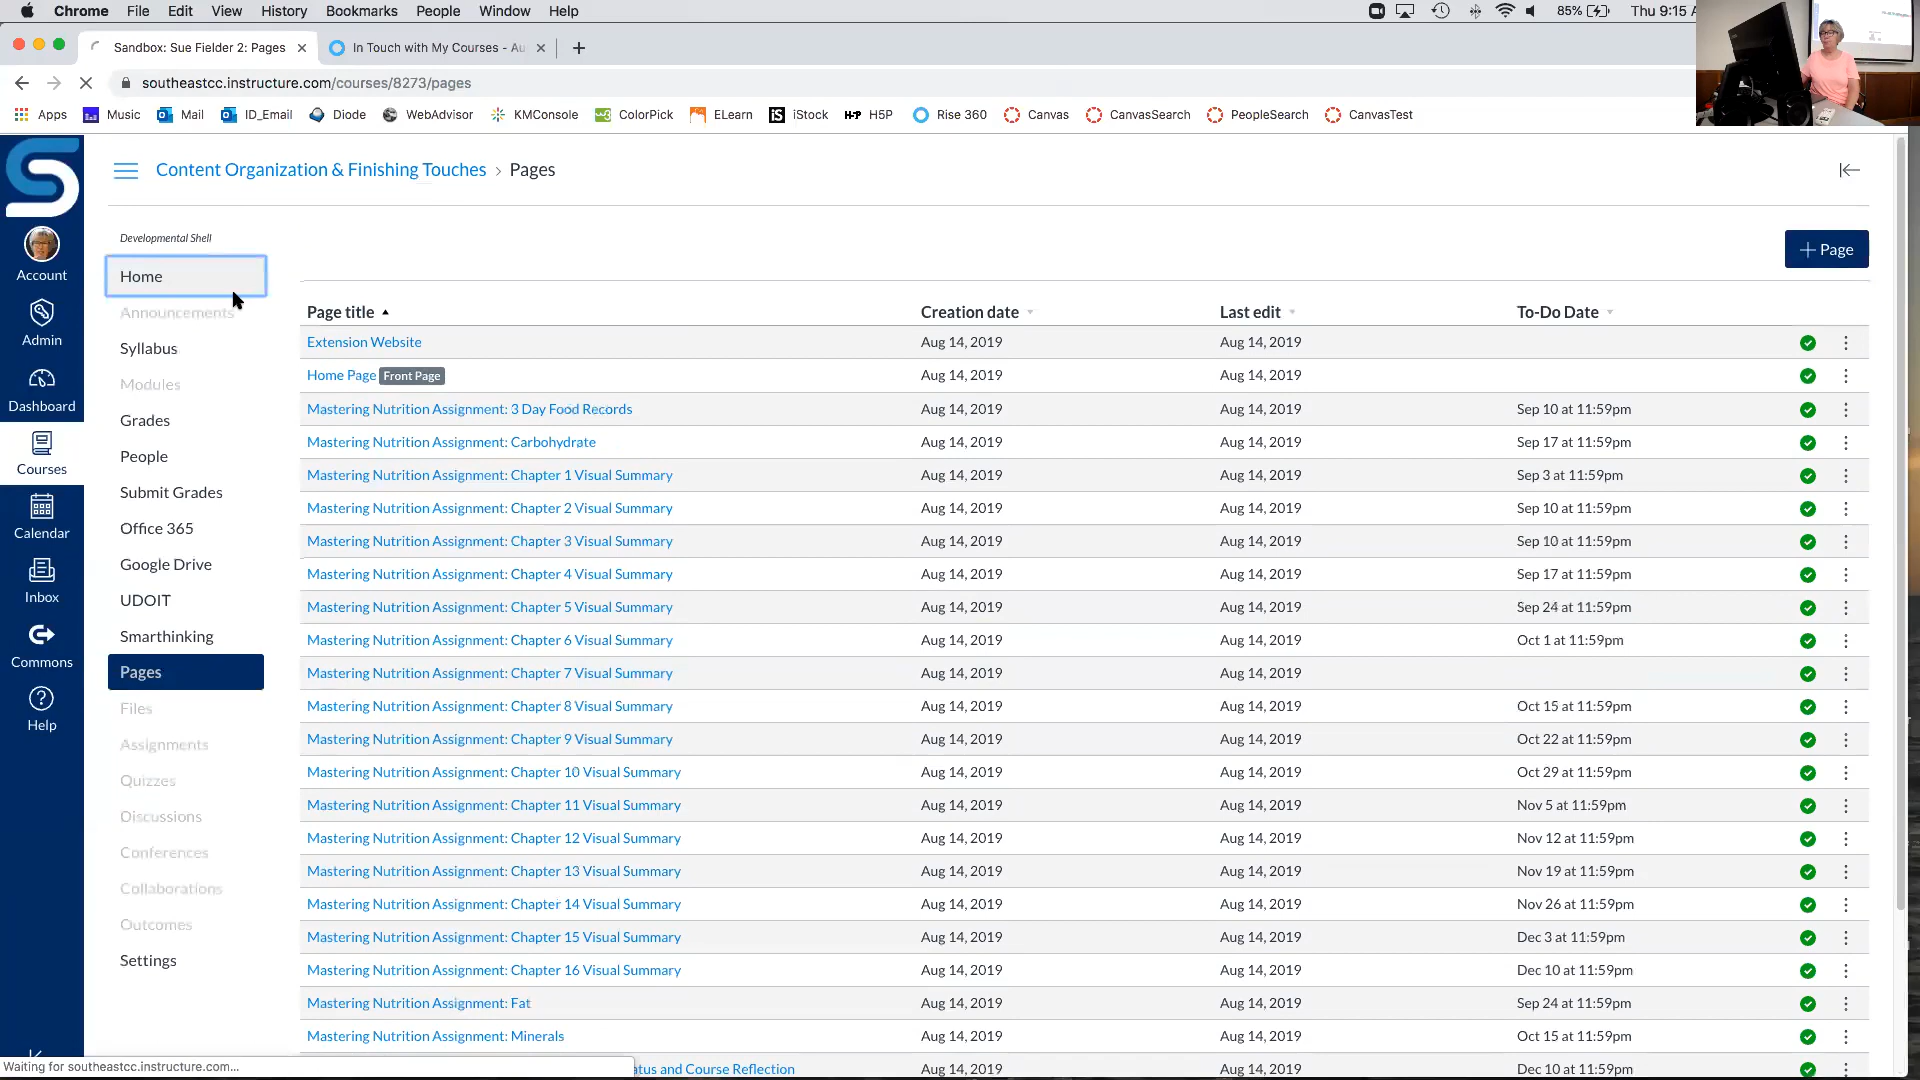 Chrome File Edit View History Bookmarks People Window Help 85% Thu 9:15
Sandbox: Sue Fielder 2: Pages In Touch with My Courses - Au
southeastcc.instructure.com/courses/8273/pages
Apps Music Mail ID_Email Diode WebAdvisor KMConsole ColorPick ELearn iStock H5P Rise 360 Canvas CanvasSearch PeopleSearch CanvasTest
Content Organization & Finishing Touches › Pages
Account
Admin
Dashboard
Courses
Calendar
Inbox
Commons
Help
Developmental Shell
Home
Announcements
Syllabus
Modules
Grades
People
Submit Grades
Office 365
Google Drive
UDOIT
Smarthinking
Pages
Files
Assignments
Quizzes
Discussions
Conferences
Collaborations
Outcomes
Settings
+ Page
Page title Creation date Last edit To-Do Date
Extension Website Aug 14, 2019 Aug 14, 2019
Home Page Front Page Aug 14, 2019 Aug 14, 2019
Mastering Nutrition Assignment: 3 Day Food Records Aug 14, 2019 Aug 14, 2019 Sep 10 at 11:59pm
Mastering Nutrition Assignment: Carbohydrate Aug 14, 2019 Aug 14, 2019 Sep 17 at 11:59pm
Mastering Nutrition Assignment: Chapter 1 Visual Summary Aug 14, 2019 Aug 14, 2019 Sep 3 at 11:59pm
Mastering Nutrition Assignment: Chapter 2 Visual Summary Aug 14, 2019 Aug 14, 2019 Sep 10 at 11:59pm
Mastering Nutrition Assignment: Chapter 3 Visual Summary Aug 14, 2019 Aug 14, 2019 Sep 10 at 11:59pm
Mastering Nutrition Assignment: Chapter 4 Visual Summary Aug 14, 2019 Aug 14, 2019 Sep 17 at 11:59pm
Mastering Nutrition Assignment: Chapter 5 Visual Summary Aug 14, 2019 Aug 14, 2019 Sep 24 at 11:59pm
Mastering Nutrition Assignment: Chapter 6 Visual Summary Aug 14, 2019 Aug 14, 2019 Oct 1 at 11:59pm
Mastering Nutrition Assignment: Chapter 7 Visual Summary Aug 14, 2019 Aug 14, 2019
Mastering Nutrition Assignment: Chapter 8 Visual Summary Aug 14, 2019 Aug 14, 2019 Oct 15 at 11:59pm
Mastering Nutrition Assignment: Chapter 9 Visual Summary Aug 14, 2019 Aug 14, 2019 Oct 22 at 11:59pm
Mastering Nutrition Assignment: Chapter 10 Visual Summary Aug 14, 2019 Aug 14, 2019 Oct 29 at 11:59pm
Mastering Nutrition Assignment: Chapter 11 Visual Summary Aug 14, 2019 Aug 14, 2019 Nov 5 at 11:59pm
Mastering Nutrition Assignment: Chapter 12 Visual Summary Aug 14, 2019 Aug 14, 2019 Nov 12 at 11:59pm
Mastering Nutrition Assignment: Chapter 13 Visual Summary Aug 14, 2019 Aug 14, 2019 Nov 19 at 11:59pm
Mastering Nutrition Assignment: Chapter 14 Visual Summary Aug 14, 2019 Aug 14, 2019 Nov 26 at 11:59pm
Mastering Nutrition Assignment: Chapter 15 Visual Summary Aug 14, 2019 Aug 14, 2019 Dec 3 at 11:59pm
Mastering Nutrition Assignment: Chapter 16 Visual Summary Aug 14, 2019 Aug 14, 2019 Dec 10 at 11:59pm
Mastering Nutrition Assignment: Fat Aug 14, 2019 Aug 14, 2019 Sep 24 at 11:59pm
Mastering Nutrition Assignment: Minerals Aug 14, 2019 Aug 14, 2019 Oct 15 at 11:59pm
tus and Course Reflection Aug 14, 2019 Aug 14, 2019 Dec 10 at 11:59pm
Waiting for southeastcc.instructure.com...